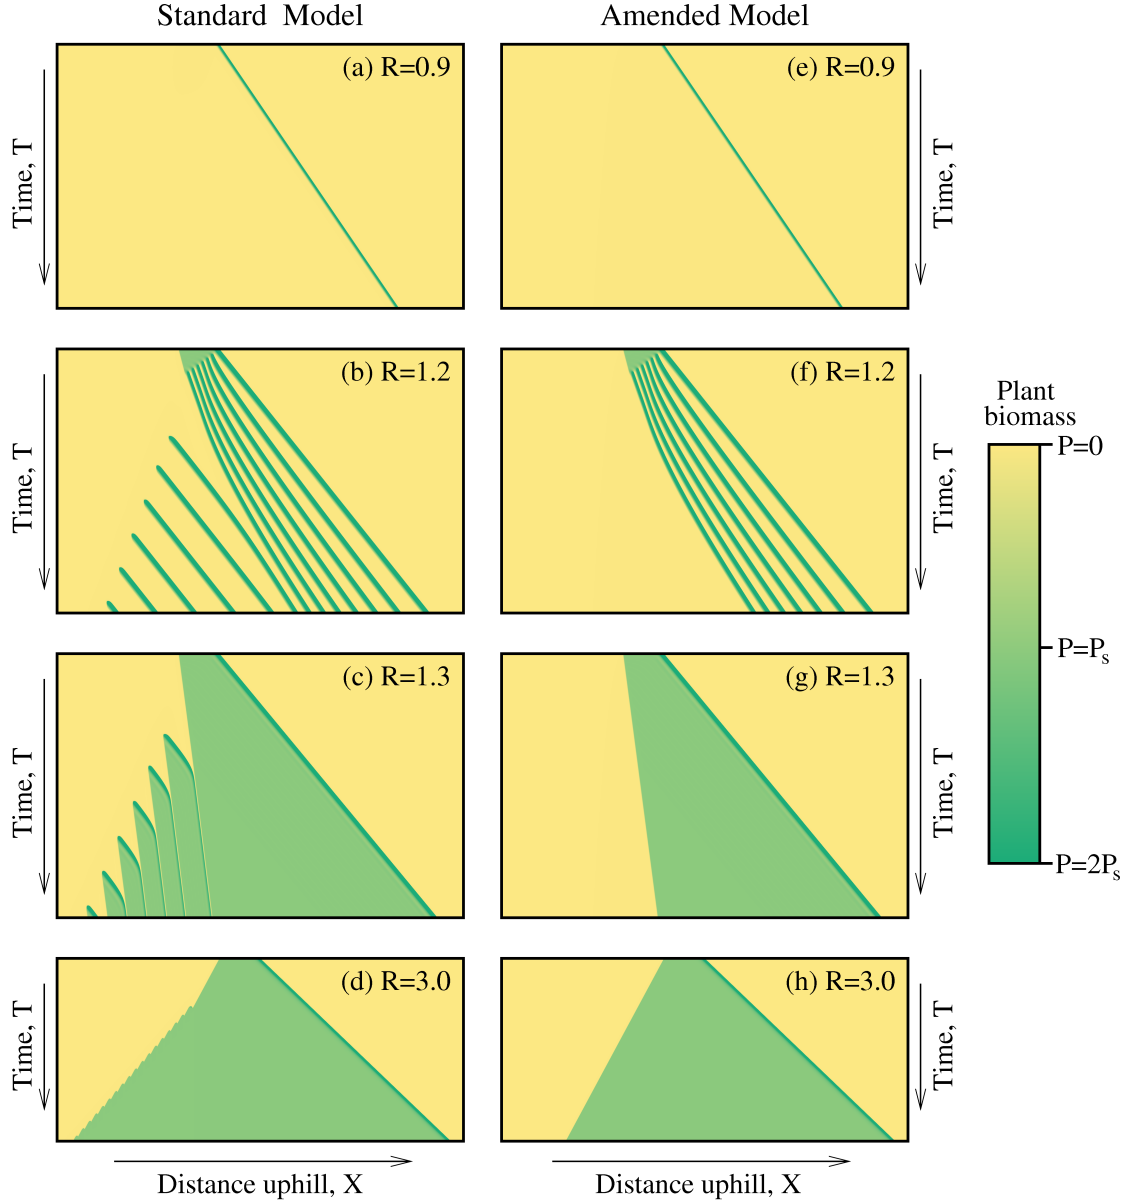 Standard Model
Amended Model
(a) R=0.9
(e) R=0.9
Time, T
Time, T
(b) R=1.2
(f) R=1.2
Time, T
Time, T
Plant
biomass
P=0
P=Ps
P=2Ps
(c) R=1.3
(g) R=1.3
Time, T
Time, T
(d) R=3.0
(h) R=3.0
Time, T
Time, T
Distance uphill, X
Distance uphill, X